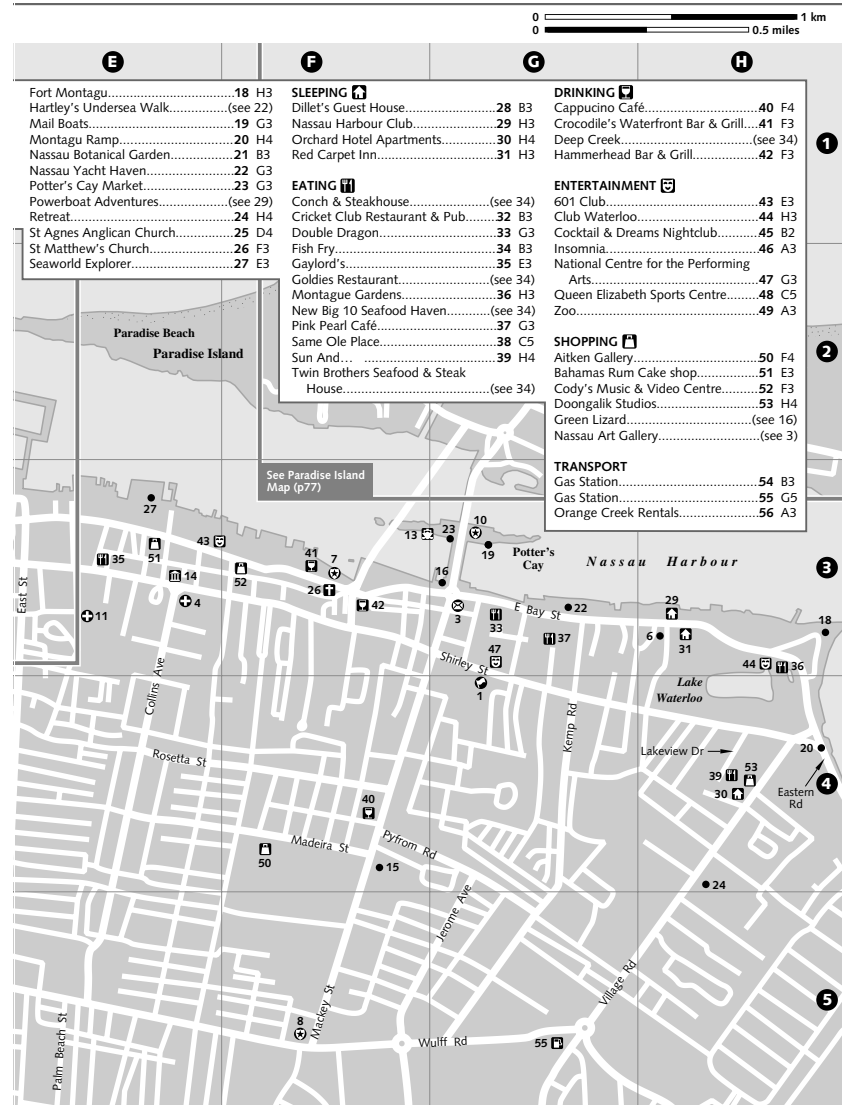 0 1 km
0 0.5 miles
E F G H
Fort Montagu 18 H3
Hartley's Undersea Walk (see 22)
Mail Boats 19 G3
Montagu Ramp 20 H4
Nassau Botanical Garden 21 B3
Nassau Yacht Haven 22 G3
Potter's Cay Market 23 G3
Powerboat Adventures (see 29)
Retreat 24 H4
St Agnes Anglican Church 25 D4
St Matthew's Church 26 F3
Seaworld Explorer 27 E3
SLEEPING
Dillet's Guest House 28 B3
Nassau Harbour Club 29 H3
Orchard Hotel Apartments 30 H4
Red Carpet Inn 31 H3
EATING
Conch & Steakhouse (see 34)
Cricket Club Restaurant & Pub 32 B3
Double Dragon 33 G3
Fish Fry 34 B3
Gaylord's 35 E3
Goldies Restaurant (see 34)
Montague Gardens 36 H3
New Big 10 Seafood Haven (see 34)
Pink Pearl Café 37 G3
Same Ole Place 38 C5
Sun And… 39 H4
Twin Brothers Seafood & Steak
House (see 34)
DRINKING
Cappucino Café 40 F4
Crocodile's Waterfront Bar & Grill 41 F3
Deep Creek (see 34)
Hammerhead Bar & Grill 42 F3
ENTERTAINMENT
601 Club 43 E3
Club Waterloo 44 H3
Cocktail & Dreams Nightclub 45 B2
Insomnia 46 A3
National Centre for the Performing
Arts 47 G3
Queen Elizabeth Sports Centre 48 C5
Zoo 49 A3
SHOPPING
Aitken Gallery 50 F4
Bahamas Rum Cake shop 51 E3
Cody's Music & Video Centre 52 F3
Doongalik Studios 53 H4
Green Lizard (see 16)
Nassau Art Gallery (see 3)
TRANSPORT
Gas Station 54 B3
Gas Station 55 G5
Orange Creek Rentals 56 A3
1
2
Paradise Beach
Paradise Island
See Paradise Island
Map (p77)
27
43
51
35
14
52
4
11
41
7
26
42
13
23
10
19
16
Potter's
Cay
Nassau Harbour
3
3
E Bay St
22
29
18
33
37
6
31
47
44
36
East St
Collins Ave
Shirley St
1
Lake
Waterloo
Kemp Rd
Rosetta St
Lakeview Dr
20
53
39
30
4
Eastern
Rd
40
Madeira St
Pyfrom Rd
50
15
24
Jerome Ave
Village Rd
Mackey St
5
8
Wulff Rd
55
Palm Beach St